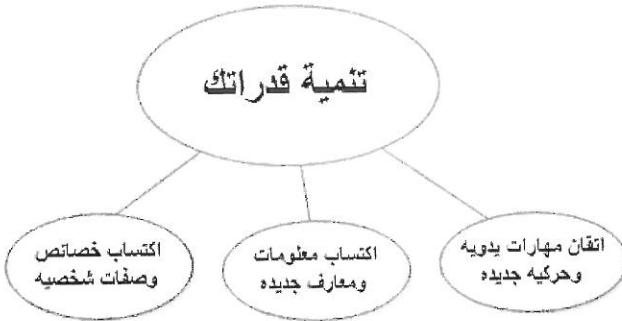 تنمية قدراتك
اتقان مهارات يدويه
وحركيه جديده
اكتساب معلومات
ومعارف جديده
اكتساب خصائص
وصفات شخصيه